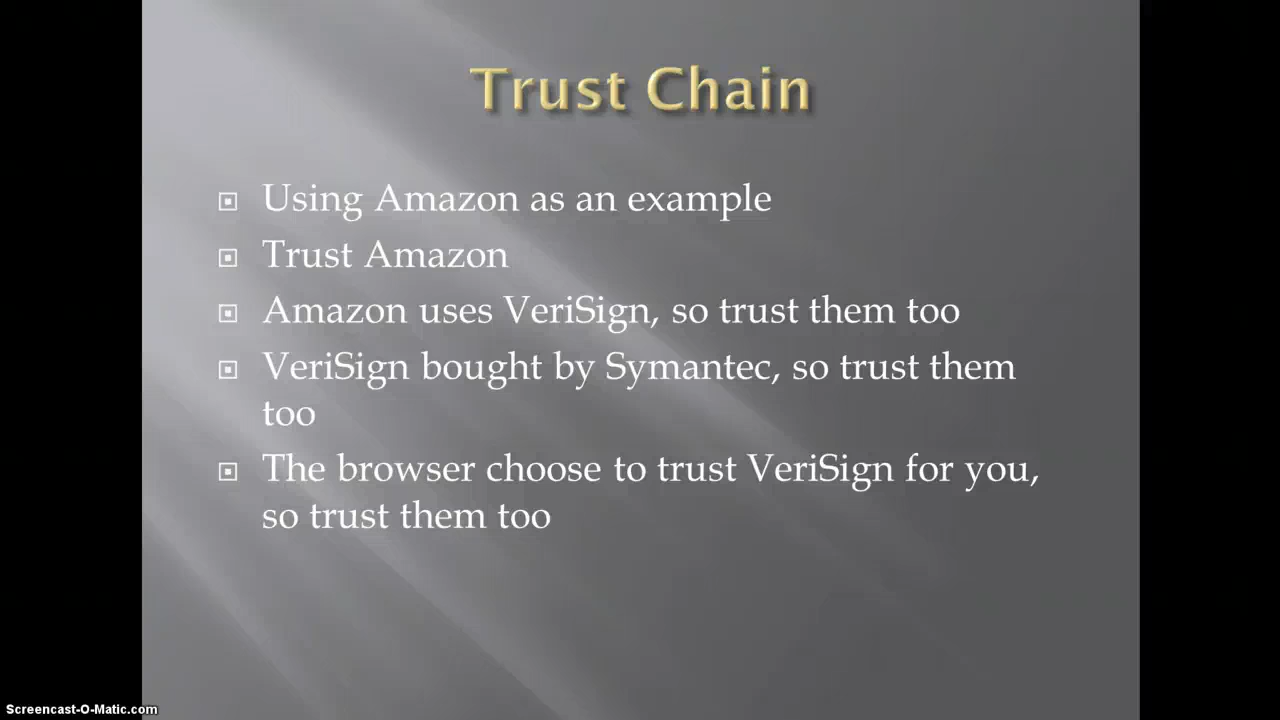 Trust Chain
Using Amazon as an example
Trust Amazon
Amazon uses VeriSign, so trust them too
VeriSign bought by Symantec, so trust them
too
The browser choose to trust VeriSign for you,
so trust them too
Screencast-O-Matic.com